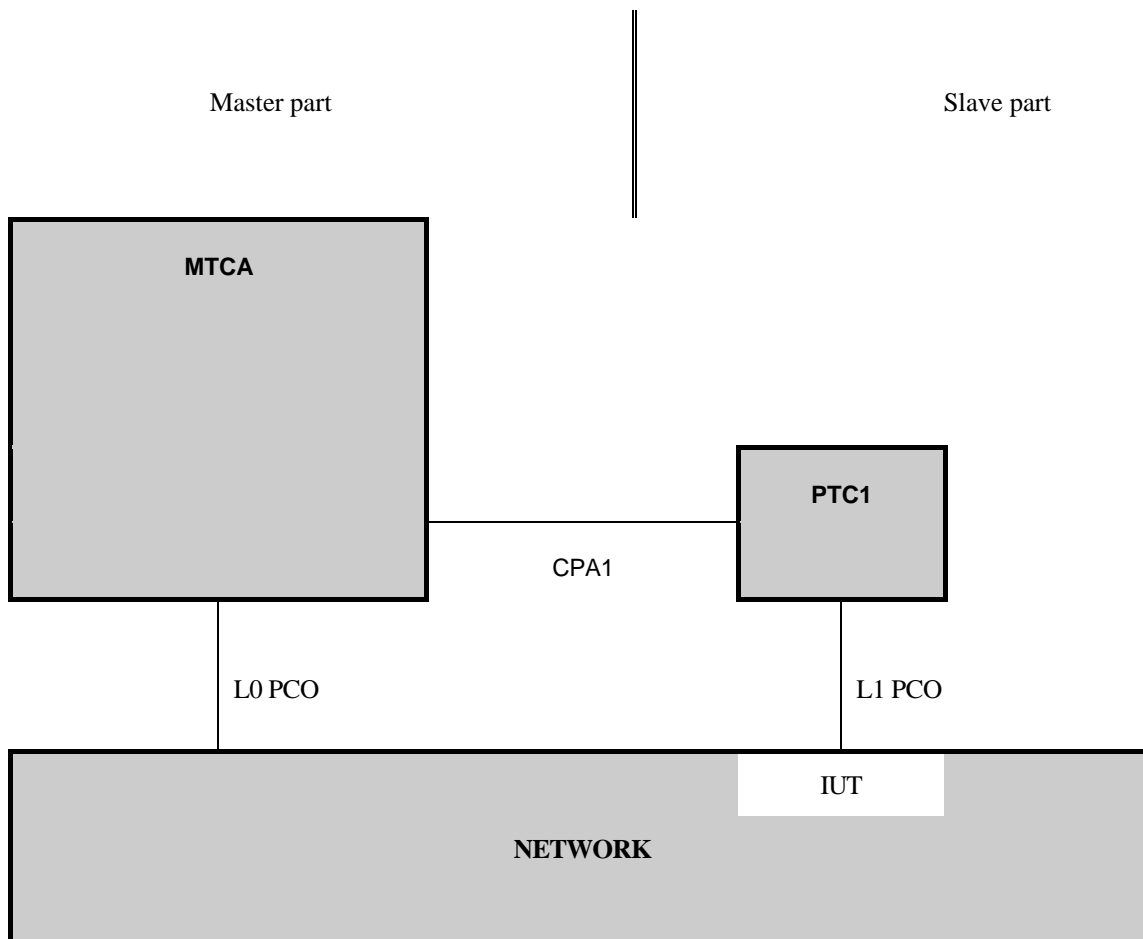 Master part
Slave part
MTCA
PTC1
CPA1
L0 PCO
L1 PCO
IUT
NETWORK